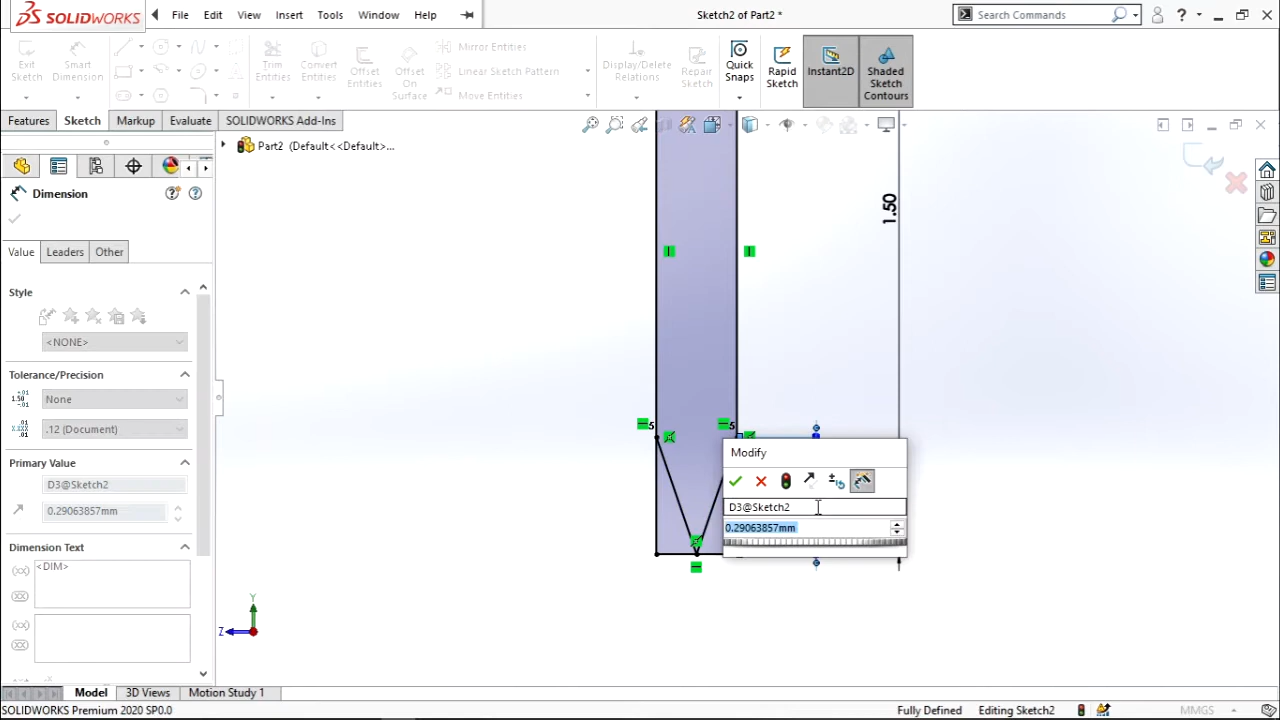 SOLIDWORKS File Edit View Insert Tools Window Help Sketch2 of Part2 * Search Commands ?
Exit Sketch Smart Dimension Trim Entities Convert Entities Offset Entities Offset On Surface Mirror Entities Linear Sketch Pattern Move Entities Display/Delete Relations Repair Sketch Quick Snaps Rapid Sketch Instant2D Shaded Sketch Contours
Features Sketch Markup Evaluate SOLIDWORKS Add-Ins
Part2 (Default<<Default>...
Dimension
Value Leaders Other
Style
<NONE>
Tolerance/Precision
None
.12 (Document)
Primary Value
D3@Sketch2
0.29063857mm
Dimension Text
<DIM>
1.50
5
5
Modify
D3@Sketch2
0.29063857mm
Y
Z
Model 3D Views Motion Study 1
SOLIDWORKS Premium 2020 SP0.0 Fully Defined Editing Sketch2 MMGS